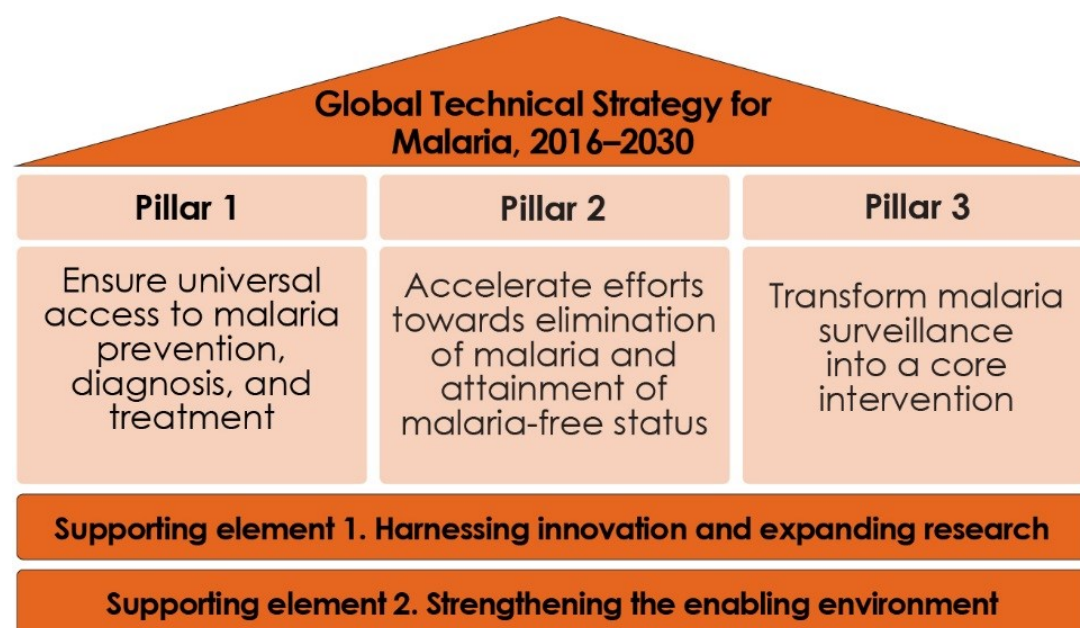 Global Technical Strategy for
Malaria, 2016–2030
Pillar 1
Ensure universal
access to malaria
prevention,
diagnosis, and
treatment
Pillar 2
Accelerate efforts
towards elimination
of malaria and
attainment of
malaria-free status
Pillar 3
Transform malaria
surveillance
into a core
intervention
Supporting element 1. Harnessing innovation and expanding research
Supporting element 2. Strengthening the enabling environment